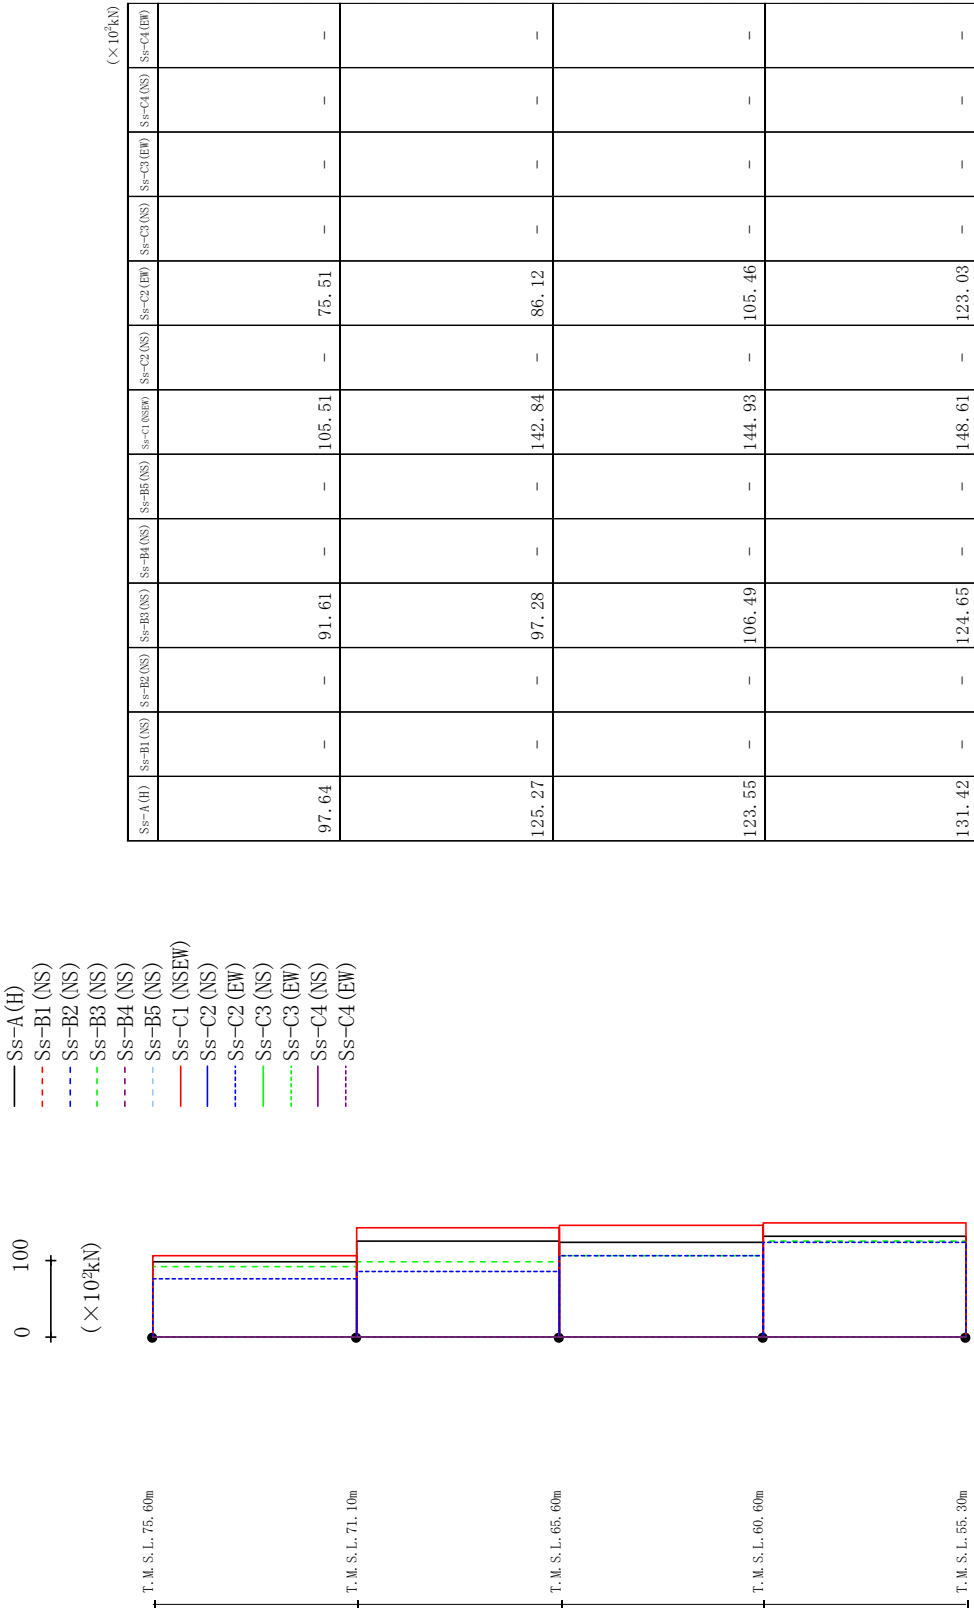 T.M.S.L.75.60m
T.M.S.L.71.10m
T.M.S.L.65.60m
T.M.S.L.60.60m
T.M.S.L.55.30m
0 100
(×10²kN)
Ss-A(H)
Ss-B1(NS)
Ss-B2(NS)
Ss-B3(NS)
Ss-B4(NS)
Ss-B5(NS)
Ss-C1(NSEW)
Ss-C2(NS)
Ss-C2(EW)
Ss-C3(NS)
Ss-C3(EW)
Ss-C4(NS)
Ss-C4(EW)
(×10²kN)
Ss-A(H) Ss-B1(NS) Ss-B2(NS) Ss-B3(NS) Ss-B4(NS) Ss-B5(NS) Ss-C1(NSEW) Ss-C2(NS) Ss-C2(EW) Ss-C3(NS) Ss-C3(EW) Ss-C4(NS) Ss-C4(EW)
97.64 - - 91.61 - - 105.51 - 75.51 - - - -
125.27 - - 97.28 - - 142.84 - 86.12 - - - -
123.55 - - 106.49 - - 144.93 - 105.46 - - - -
131.42 - - 124.65 - - 148.61 - 123.03 - - - -